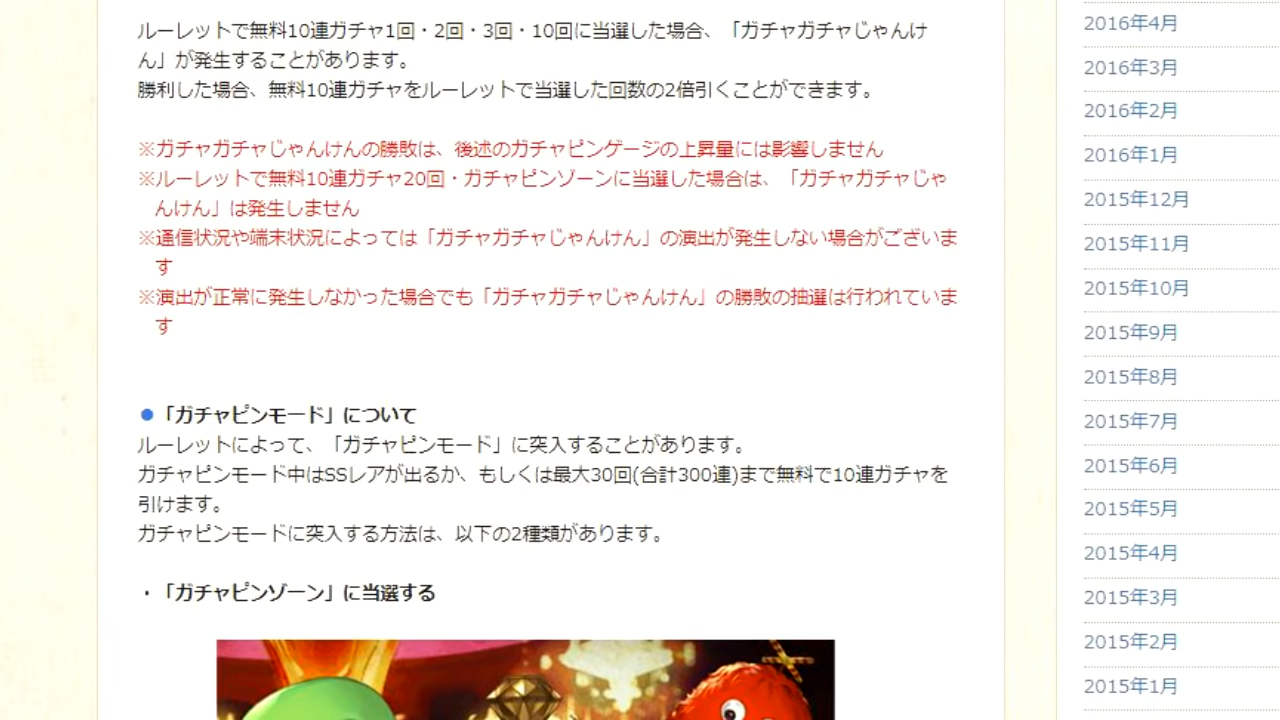 ルーレットで無料10連ガチャ1回・2回・3回・10回に当選した場合、「ガチャガチャじゃんけ
ん」が発生することがあります。
勝利した場合、無料10連ガチャをルーレットで当選した回数の2倍引くことができます。
※ガチャガチャじゃんけんの勝敗は、後述のガチャピンゲージの上昇量には影響しません
※ルーレットで無料10連ガチャ20回・ガチャピンゾーンに当選した場合は、「ガチャガチャじゃ
んけん」は発生しません
※通信状況や端末状況によっては「ガチャガチャじゃんけん」の演出が発生しない場合がございま
す
※演出が正常に発生しなかった場合でも「ガチャガチャじゃんけん」の勝敗の抽選は行われていま
す
●「ガチャピンモード」について
ルーレットによって、「ガチャピンモード」に突入することがあります。
ガチャピンモード中はSSレアが出るか、もしくは最大30回(合計300連)まで無料で10連ガチャを
引けます。
ガチャピンモードに突入する方法は、以下の2種類があります。
・「ガチャピンゾーン」に当選する
2016年4月
2016年3月
2016年2月
2016年1月
2015年12月
2015年11月
2015年10月
2015年9月
2015年8月
2015年7月
2015年6月
2015年5月
2015年4月
2015年3月
2015年2月
2015年1月